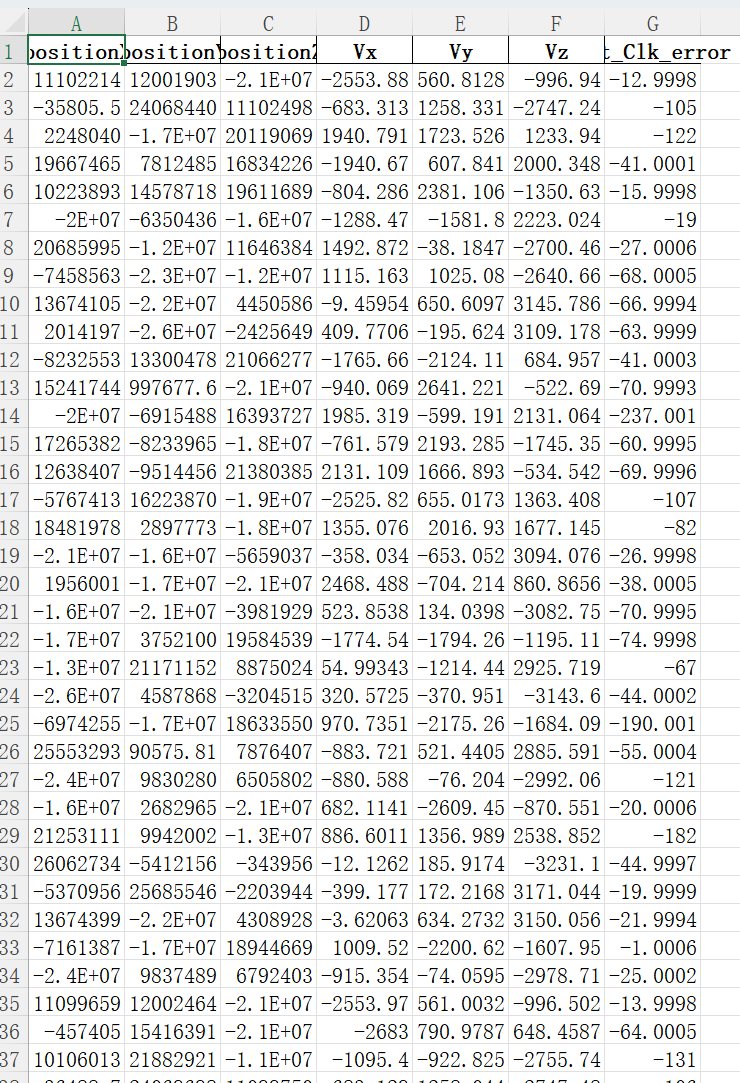 A B C D E F G
1 positionX positionY positionZ Vx Vy Vz t_Clk_error
2 11102214 12001903 -2.1E+07 -2553.88 560.8128 -996.94 -12.9998
3 -35805.5 24068440 11102498 -683.313 1258.331 -2747.24 -105
4 2248040 -1.7E+07 20119069 1940.791 1723.526 1233.94 -122
5 19667465 7812485 16834226 -1940.67 607.841 2000.348 -41.0001
6 10223893 14578718 19611689 -804.286 2381.106 -1350.63 -15.9998
7 -2E+07 -6350436 -1.6E+07 -1288.47 -1581.8 2223.024 -19
8 20685995 -1.2E+07 11646384 1492.872 -38.1847 -2700.46 -27.0006
9 -7458563 -2.3E+07 -1.2E+07 1115.163 1025.08 -2640.66 -68.0005
10 13674105 -2.2E+07 4450586 -9.45954 650.6097 3145.786 -66.9994
11 2014197 -2.6E+07 -2425649 409.7706 -195.624 3109.178 -63.9999
12 -8232553 13300478 21066277 -1765.66 -2124.11 684.957 -41.0003
13 15241744 997677.6 -2.1E+07 -940.069 2641.221 -522.69 -70.9993
14 -2E+07 -6915488 16393727 1985.319 -599.191 2131.064 -237.001
15 17265382 -8233965 -1.8E+07 -761.579 2193.285 -1745.35 -60.9995
16 12638407 -9514456 21380385 2131.109 1666.893 -534.542 -69.9996
17 -5767413 16223870 -1.9E+07 -2525.82 655.0173 1363.408 -107
18 18481978 2897773 -1.8E+07 1355.076 2016.93 1677.145 -82
19 -2.1E+07 -1.6E+07 -5659037 -358.034 -653.052 3094.076 -26.9998
20 1956001 -1.7E+07 -2.1E+07 2468.488 -704.214 860.8656 -38.0005
21 -1.6E+07 -2.1E+07 -3981929 523.8538 134.0398 -3082.75 -70.9995
22 -1.7E+07 3752100 19584539 -1774.54 -1794.26 -1195.11 -74.9998
23 -1.3E+07 21171152 8875024 54.99343 -1214.44 2925.719 -67
24 -2.6E+07 4587868 -3204515 320.5725 -370.951 -3143.6 -44.0002
25 -6974255 -1.7E+07 18633550 970.7351 -2175.26 -1684.09 -190.001
26 25553293 90575.81 7876407 -883.721 521.4405 2885.591 -55.0004
27 -2.4E+07 9830280 6505802 -880.588 -76.204 -2992.06 -121
28 -1.6E+07 2682965 -2.1E+07 682.1141 -2609.45 -870.551 -20.0006
29 21253111 9942002 -1.3E+07 886.6011 1356.989 2538.852 -182
30 26062734 -5412156 -343956 -12.1262 185.9174 -3231.1 -44.9997
31 -5370956 25685546 -2203944 -399.177 172.2168 3171.044 -19.9999
32 13674399 -2.2E+07 4308928 -3.62063 634.2732 3150.056 -21.9994
33 -7161387 -1.7E+07 18944669 1009.52 -2200.62 -1607.95 -1.0006
34 -2.4E+07 9837489 6792403 -915.354 -74.0595 -2978.71 -25.0002
35 11099659 12002464 -2.1E+07 -2553.97 561.0032 -996.502 -13.9998
36 -457405 15416391 -2.1E+07 -2683 790.9787 648.4587 -64.0005
37 10106013 21882921 -1.1E+07 -1095.4 -922.825 -2755.74 -131